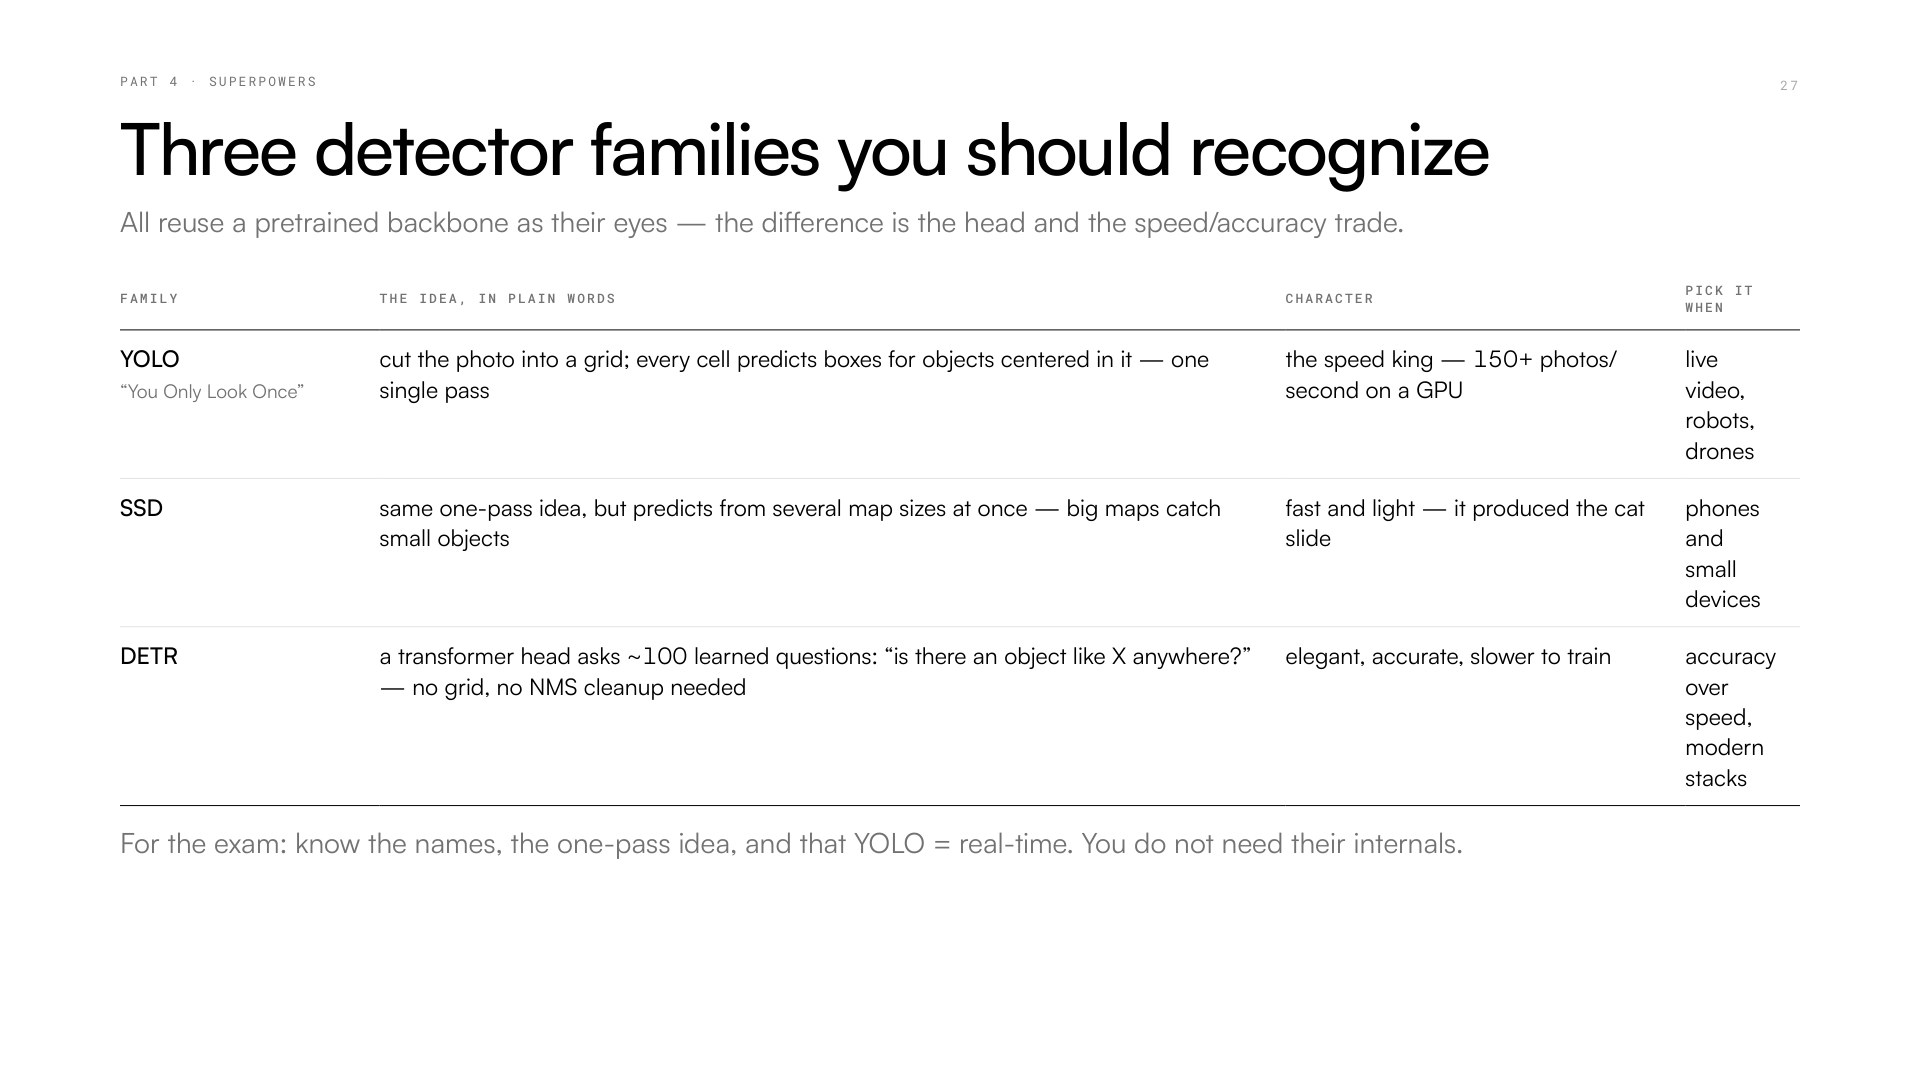 PART 4 · SUPERPOWERS
27
Three detector families you should recognize
All reuse a pretrained backbone as their eyes — the difference is the head and the speed/accuracy trade.
FAMILY
THE IDEA, IN PLAIN WORDS
CHARACTER
PICK IT
WHEN
YOLO
“You Only Look Once”
cut the photo into a grid; every cell predicts boxes for objects centered in it — one
single pass
the speed king — 150+ photos/
second on a GPU
live
video,
robots,
drones
SSD
same one-pass idea, but predicts from several map sizes at once — big maps catch
small objects
fast and light — it produced the cat
slide
phones
and
small
devices
DETR
a transformer head asks ~100 learned questions: “is there an object like X anywhere?”
— no grid, no NMS cleanup needed
elegant, accurate, slower to train
accuracy
over
speed,
modern
stacks
For the exam: know the names, the one-pass idea, and that YOLO = real-time. You do not need their internals.